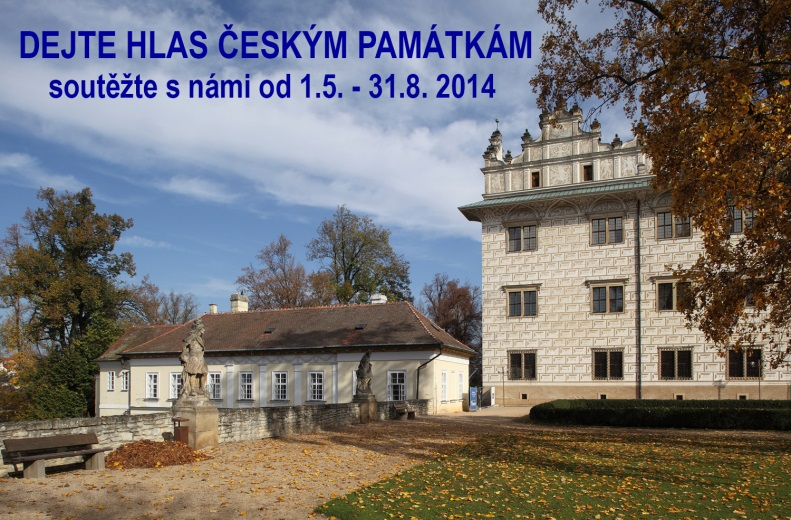 DEJTE HLAS ČESKÝM PAMÁTKÁM
soutěžte s námi od 1.5. - 31.8. 2014